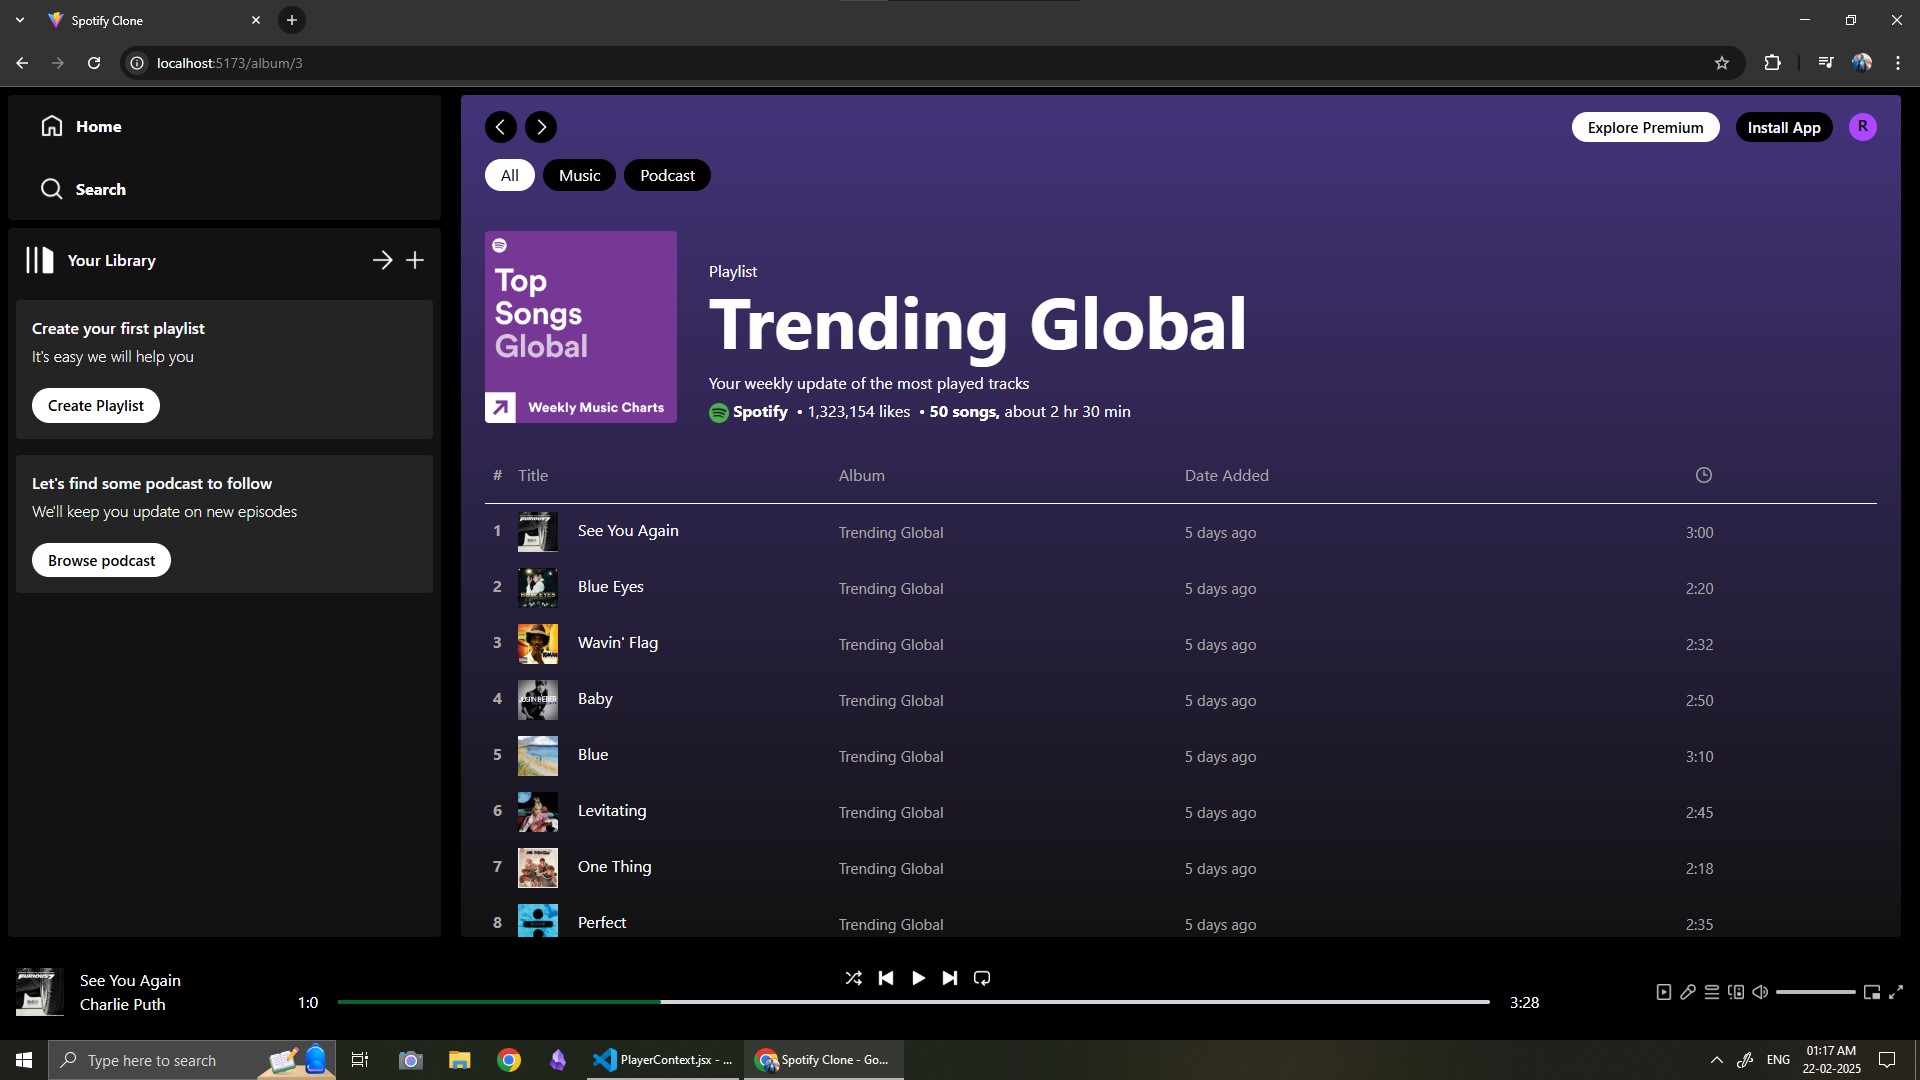 Spotify Clone
localhost:5173/album/3
Home
Search
Your Library
Create your first playlist
It's easy we will help you
Create Playlist
Let's find some podcast to follow
We'll keep you update on new episodes
Browse podcast
Explore Premium
Install App
R
All
Music
Podcast
Top
Songs
Global
Weekly Music Charts
Playlist
Trending Global
Your weekly update of the most played tracks
Spotify • 1,323,154 likes • 50 songs, about 2 hr 30 min
# Title Album Date Added
1 See You Again Trending Global 5 days ago 3:00
2 Blue Eyes Trending Global 5 days ago 2:20
3 Wavin' Flag Trending Global 5 days ago 2:32
4 Baby Trending Global 5 days ago 2:50
5 Blue Trending Global 5 days ago 3:10
6 Levitating Trending Global 5 days ago 2:45
7 One Thing Trending Global 5 days ago 2:18
8 Perfect Trending Global 5 days ago 2:35
See You Again
Charlie Puth
1:0
3:28
Type here to search
PlayerContext.jsx - ...
Spotify Clone - Go...
ENG
01:17 AM
22-02-2025